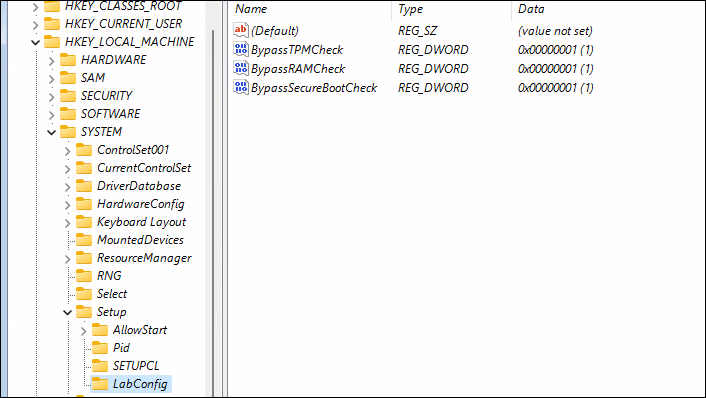 HKEY_CLASSES_ROOT
HKEY_CURRENT_USER
HKEY_LOCAL_MACHINE
HARDWARE
SAM
SECURITY
SOFTWARE
SYSTEM
ControlSet001
CurrentControlSet
DriverDatabase
HardwareConfig
Keyboard Layout
MountedDevices
ResourceManager
RNG
Select
Setup
AllowStart
Pid
SETUPCL
LabConfig
Name Type Data
(Default) REG_SZ (value not set)
BypassTPMCheck REG_DWORD 0x00000001 (1)
BypassRAMCheck REG_DWORD 0x00000001 (1)
BypassSecureBootCheck REG_DWORD 0x00000001 (1)